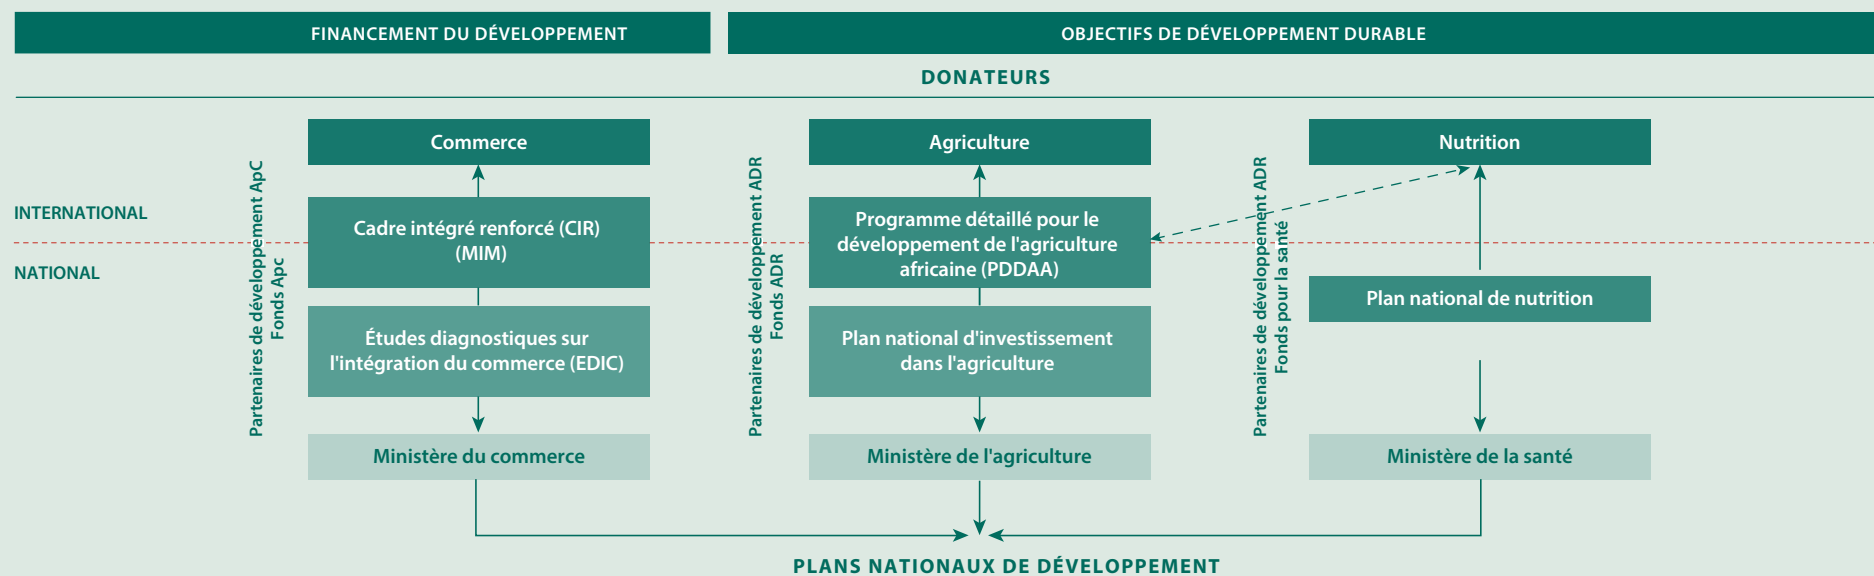 FINANCEMENT DU DÉVELOPPEMENT
OBJECTIFS DE DÉVELOPPEMENT DURABLE
DONATEURS
INTERNATIONAL
NATIONAL
Partenaires de développement ApC
Fonds Apc
Commerce
Cadre intégré renforcé (CIR)
(MIM)
Études diagnostiques sur
l'intégration du commerce (EDIC)
Ministère du commerce
Partenaires de développement ADR
Fonds ADR
Agriculture
Programme détaillé pour le
développement de l'agriculture
africaine (PDDAA)
Plan national d'investissement
dans l'agriculture
Ministère de l'agriculture
Partenaires de développement ADR
Fonds pour la santé
Nutrition
Plan national de nutrition
Ministère de la santé
PLANS NATIONAUX DE DÉVELOPPEMENT